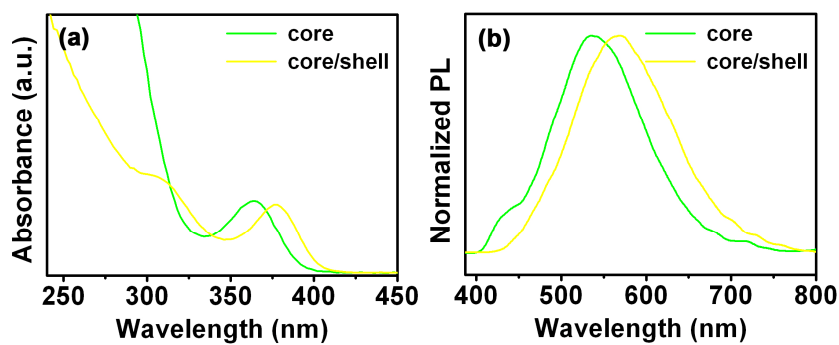 (a)
core
core/shell
Absorbance (a.u.)
250 300 350 400 450
Wavelength (nm)
(b)
core
core/shell
Normalized PL
400 500 600 700 800
Wavelength (nm)